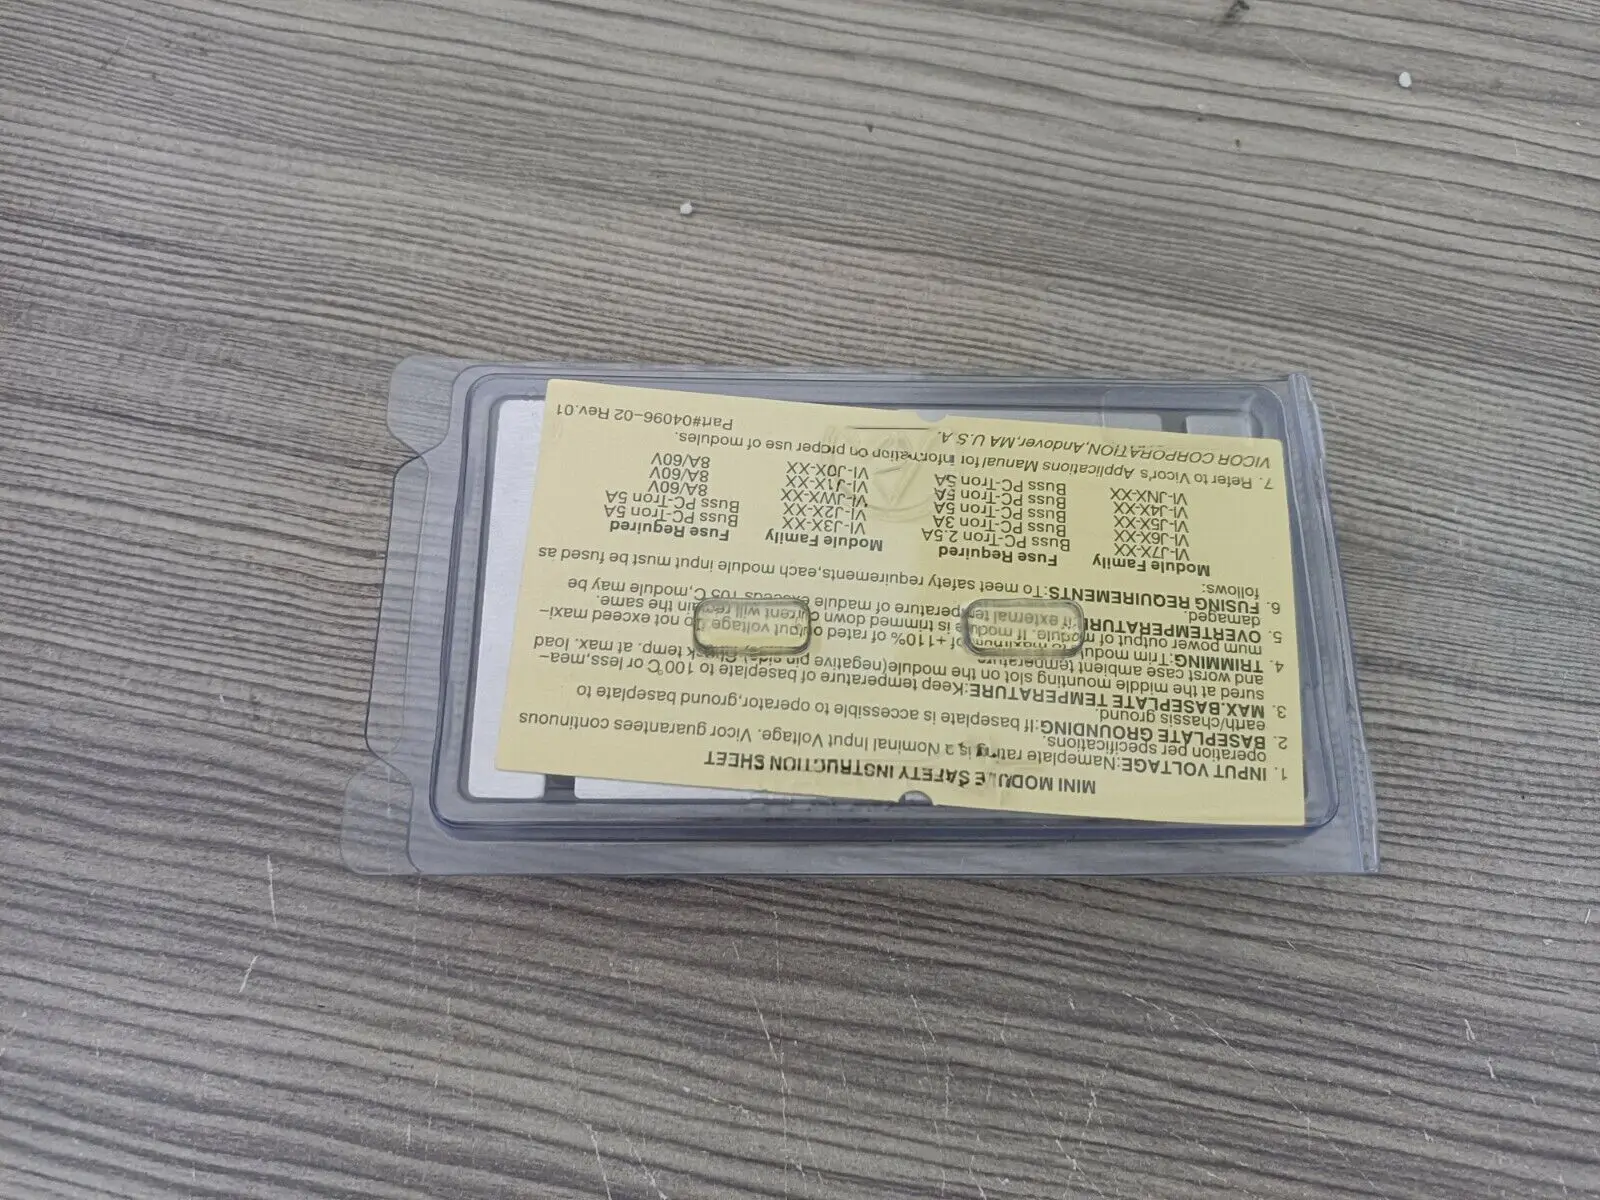 MINI MODULE SAFETY INSTRUCTION SHEET
1. INPUT VOLTAGE:Nameplate rating is a Nominal Input Voltage. Vicor guarantees continuous
operation per specifications.
2. BASEPLATE GROUNDING:If baseplate is accessible to operator,ground baseplate to
earth/chassis ground.
3. MAX.BASEPLATE TEMPERATURE:Keep temperature of baseplate to 100°C or less,mea-
sured at the middle mounting slot on the module(negative pin side) Check temp. at max. load
and worst case ambient temperature
4. TRIMMING:Trim module to maximum of +110% of rated output voltage. Do not exceed maxi-
mum power output of module. If module is trimmed down current will remain the same.
5. OVERTEMPERATURE:If external temperature of madule exceeds 105°C,module may be
damaged.
6. FUSING REQUIREMENTS:To meet safety requirements,each module input must be fused as
follows:
Module Family Fuse Required Module Family Fuse Required
VI-J7X-XX Buss PC-Tron 2.5A VI-J3X-XX Buss PC-Tron 5A
VI-J6X-XX Buss PC-Tron 3A VI-J2X-XX Buss PC-Tron 5A
VI-J5X-XX Buss PC-Tron 5A VI-JWX-XX 8A/60V
VI-J4X-XX Buss PC-Tron 5A VI-J1X-XX 8A/60V
VI-JNX-XX Buss PC-Tron 5A VI-J0X-XX 8A/60V
7. Refer to Vicor's Applications Manual for information on proper use of modules.
VICOR CORPORATION,Andover,MA U.S.A. Part#04096-02 Rev.01